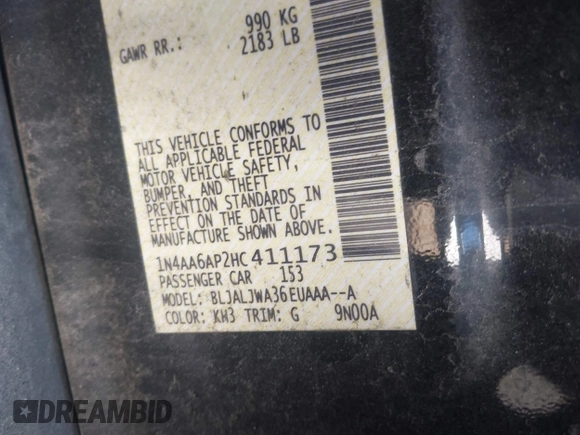 990 KG
GAWR RR.: 2183 LB
THIS VEHICLE CONFORMS TO
ALL APPLICABLE FEDERAL
MOTOR VEHICLE SAFETY,
BUMPER, AND THEFT
PREVENTION STANDARDS IN
EFFECT ON THE DATE OF
MANUFACTURE SHOWN ABOVE.
1N4AA6AP2HC411173
PASSENGER CAR 153
MODEL: BLJALJWA36EUAAA--A
COLOR: KH3 TRIM: G 9N00A
DREAMBID